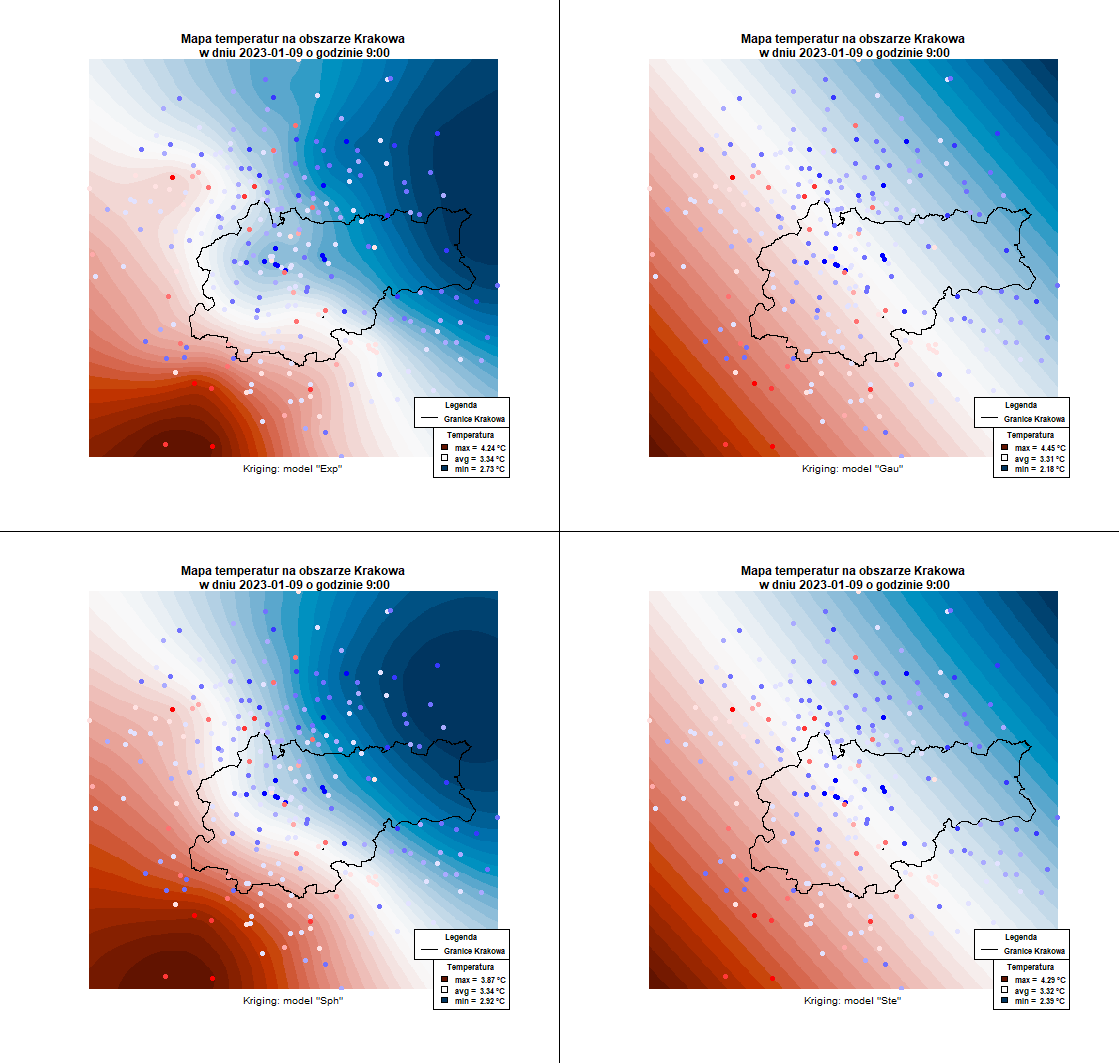 Mapa temperatur na obszarze Krakowa
w dniu 2023-01-09 o godzinie 9:00
Legenda
Granice Krakowa
Temperatura
max = 4.24 °C
avg = 3.34 °C
min = 2.73 °C
Kriging: model "Exp"
Mapa temperatur na obszarze Krakowa
w dniu 2023-01-09 o godzinie 9:00
Legenda
Granice Krakowa
Temperatura
max = 4.45 °C
avg = 3.31 °C
min = 2.18 °C
Kriging: model "Gau"
Mapa temperatur na obszarze Krakowa
w dniu 2023-01-09 o godzinie 9:00
Legenda
Granice Krakowa
Temperatura
max = 3.87 °C
avg = 3.34 °C
min = 2.92 °C
Kriging: model "Sph"
Mapa temperatur na obszarze Krakowa
w dniu 2023-01-09 o godzinie 9:00
Legenda
Granice Krakowa
Temperatura
max = 4.29 °C
avg = 3.32 °C
min = 2.39 °C
Kriging: model "Ste"